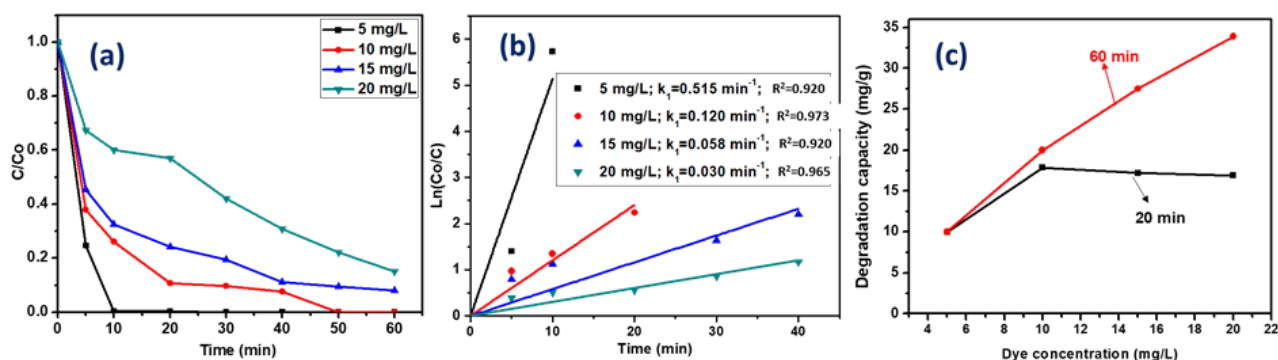 (a)
5 mg/L
10 mg/L
15 mg/L
20 mg/L
C/Co
1.0
0.8
0.6
0.4
0.2
0.0
0 10 20 30 40 50 60
Time (min)
(b)
5 mg/L; k₁=0.515 min⁻¹; R²=0.920
10 mg/L; k₁=0.120 min⁻¹; R²=0.973
15 mg/L; k₁=0.058 min⁻¹; R²=0.920
20 mg/L; k₁=0.030 min⁻¹; R²=0.965
Ln(Co/C)
6
5
4
3
2
1
0
0 10 20 30 40
Time (min)
(c)
60 min
20 min
Degradation capacity (mg/g)
35
30
25
20
15
10
5
0
4 6 8 10 12 14 16 18 20 22
Dye concentration (mg/L)